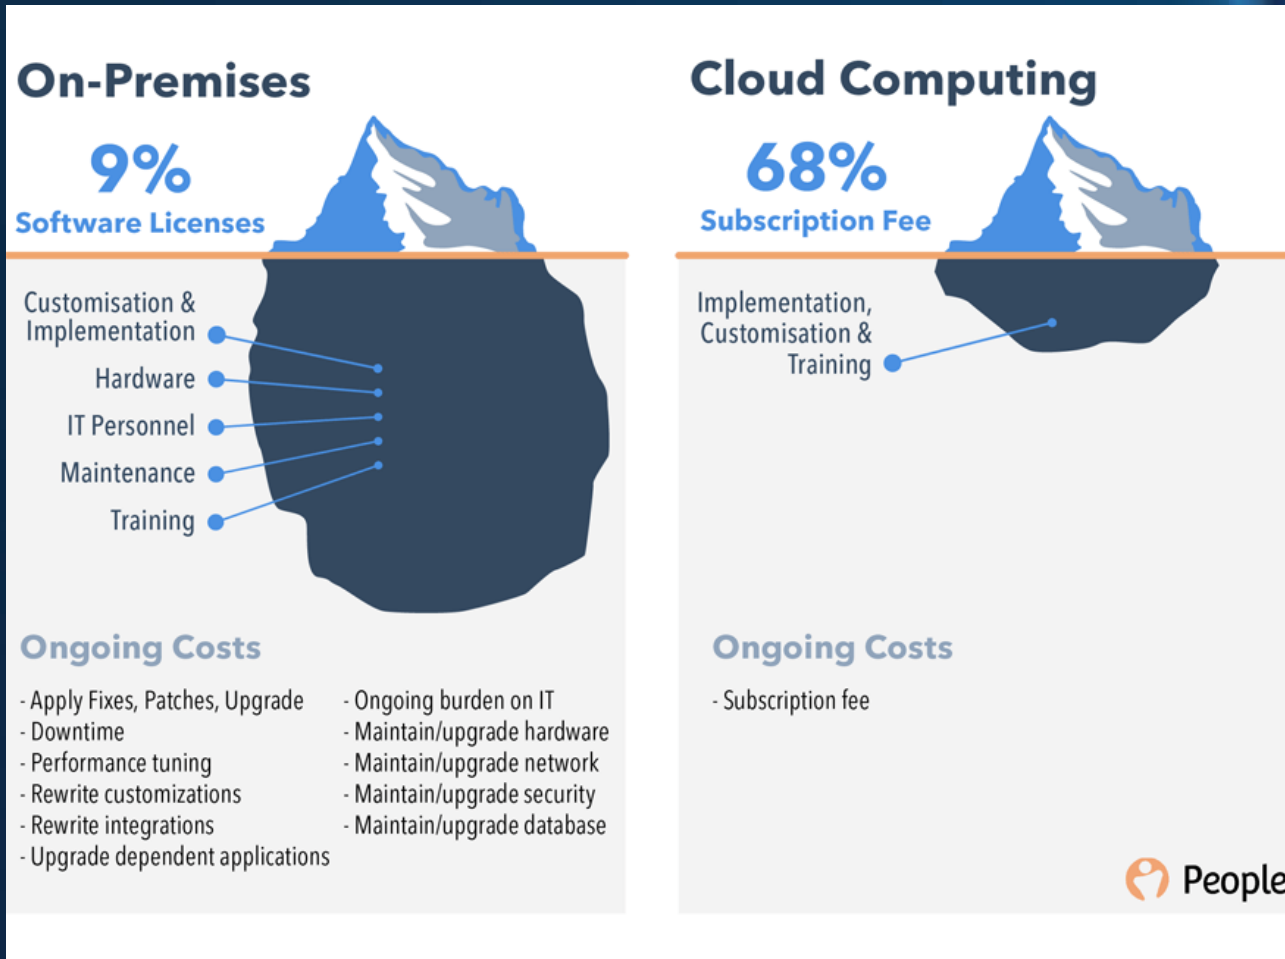 On-Premises
9%
Software Licenses
Customisation &
Implementation
Hardware
IT Personnel
Maintenance
Training
Ongoing Costs
- Apply Fixes, Patches, Upgrade
- Downtime
- Performance tuning
- Rewrite customizations
- Rewrite integrations
- Upgrade dependent applications
- Ongoing burden on IT
- Maintain/upgrade hardware
- Maintain/upgrade network
- Maintain/upgrade security
- Maintain/upgrade database
Cloud Computing
68%
Subscription Fee
Implementation,
Customisation &
Training
Ongoing Costs
- Subscription fee
People